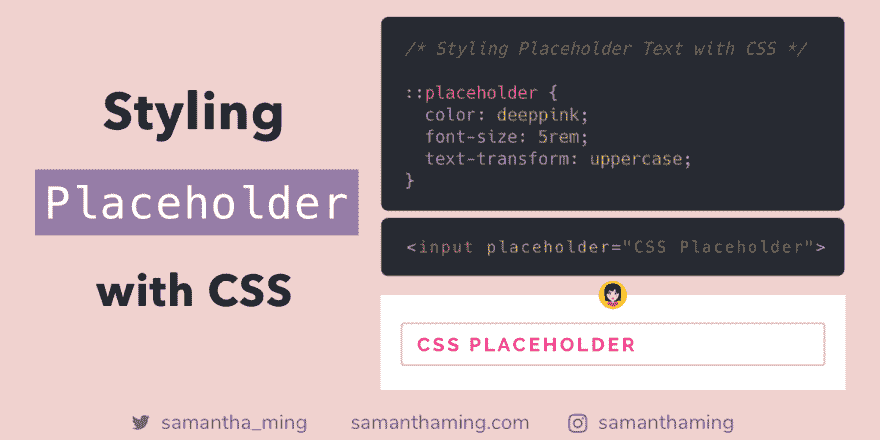 Styling
Placeholder
with CSS
/* Styling Placeholder Text with CSS */
::placeholder {
  color: deeppink;
  font-size: 5rem;
  text-transform: uppercase;
}
<input placeholder="CSS Placeholder">
CSS PLACEHOLDER
samantha_ming samanthaming.com samanthaming